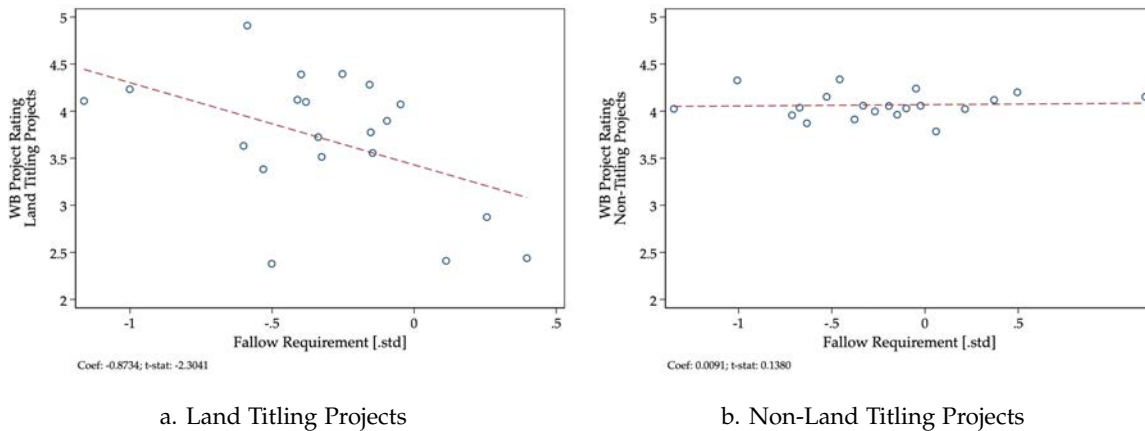 WB Project Rating
Land Titling Projects
5
4.5
4
3.5
3
2.5
2
-1
-.5
0
.5
Fallow Requirement [.std]
Coef: -0.8734; t-stat: -2.3041
a. Land Titling Projects
WB Project Rating
Non-Titling Projects
5
4.5
4
3.5
3
2.5
2
-1
-.5
0
.5
Fallow Requirement [.std]
Coef: 0.0091; t-stat: 0.1380
b. Non-Land Titling Projects